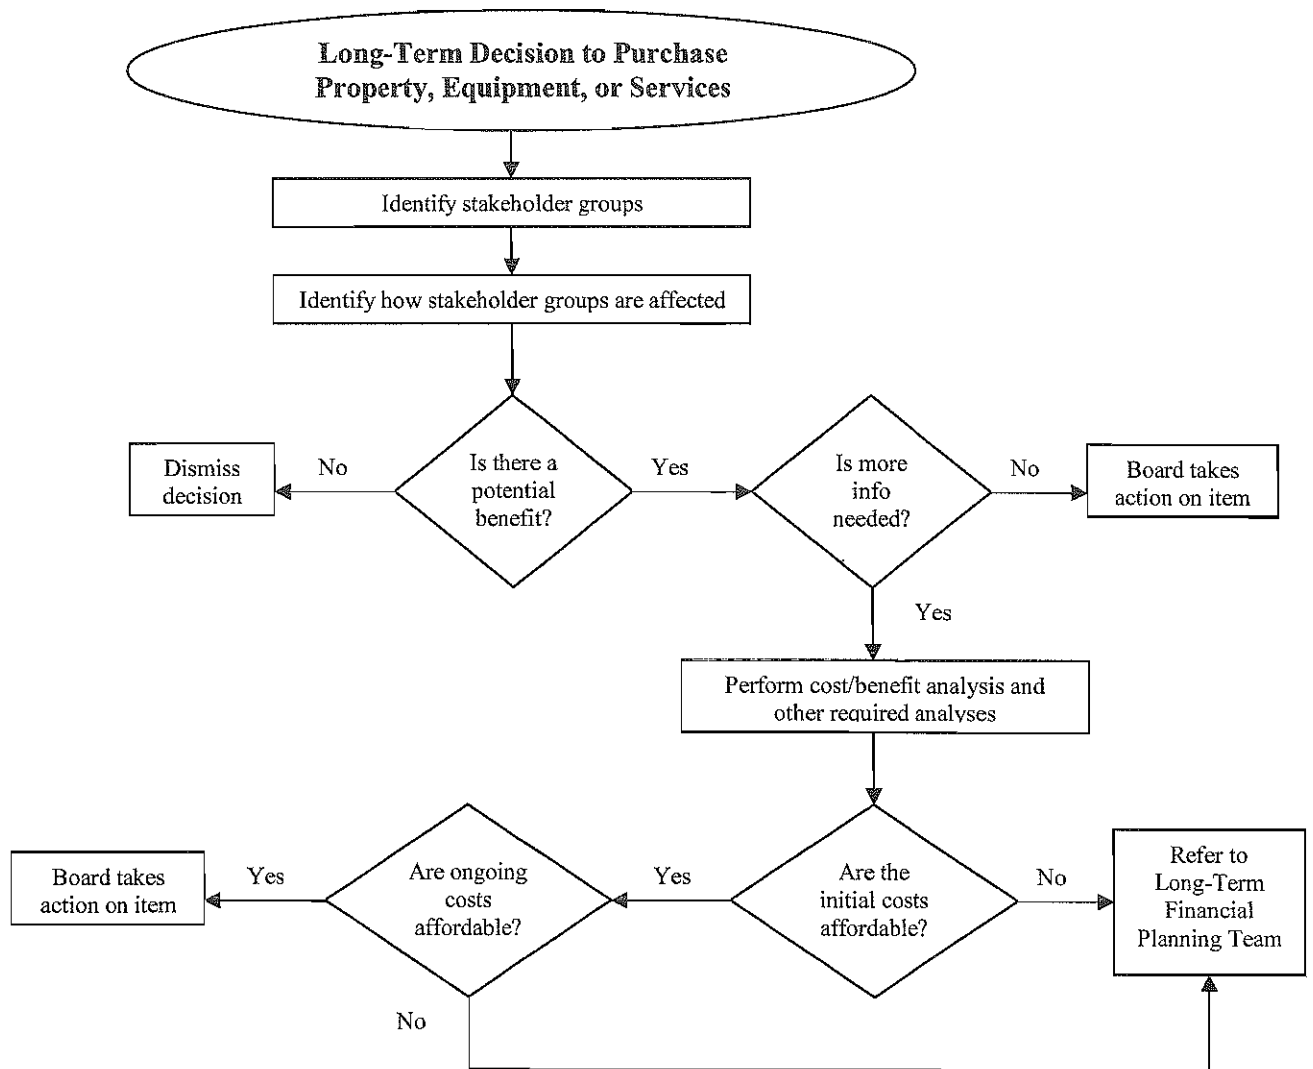 Long-Term Decision to Purchase
Property, Equipment, or Services
Identify stakeholder groups
Identify how stakeholder groups are affected
Dismiss
decision
No
Is there a
potential
benefit?
Yes
Is more
info
needed?
No
Board takes
action on item
Yes
Perform cost/benefit analysis and
other required analyses
Board takes
action on item
Yes
Are ongoing
costs
affordable?
Yes
Are the
initial costs
affordable?
No
Refer to
Long-Term
Financial
Planning Team
No